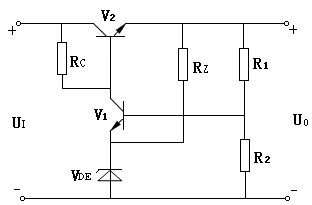 V2
+
+
RC
RZ
R1
V1
UI
U0
R2
VDE
-
-